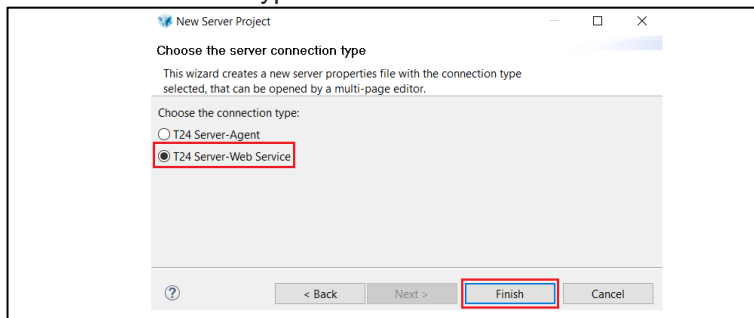 New Server Project
Choose the server connection type
This wizard creates a new server properties file with the connection type
selected, that can be opened by a multi-page editor.
Choose the connection type:
T24 Server-Agent
T24 Server-Web Service
? < Back Next > Finish Cancel